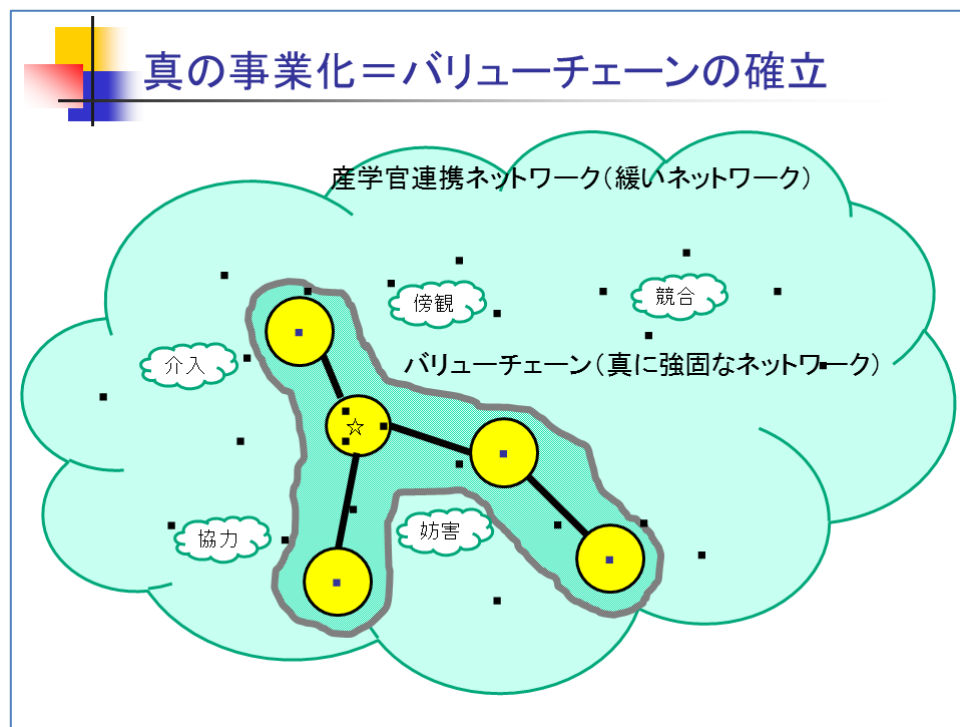 真の事業化＝バリューチェーンの確立
産学官連携ネットワーク（緩いネットワーク）
傍観
競合
介入
バリューチェーン（真に強固なネットワーク）
☆
協力
妨害